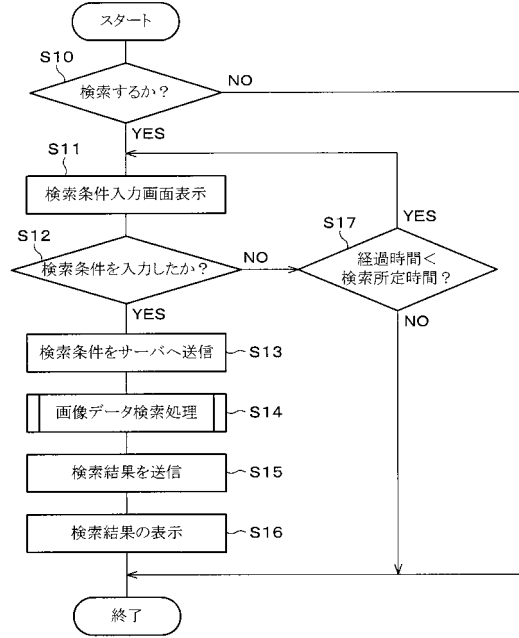 スタート
S10
検索するか?
NO
YES
S11
検索条件入力画面表示
S12
検索条件を入力したか?
NO
YES
S17
経過時間<
検索所定時間?
YES
NO
検索条件をサーバへ送信
S13
画像データ検索処理
S14
検索結果を送信
S15
検索結果の表示
S16
終了